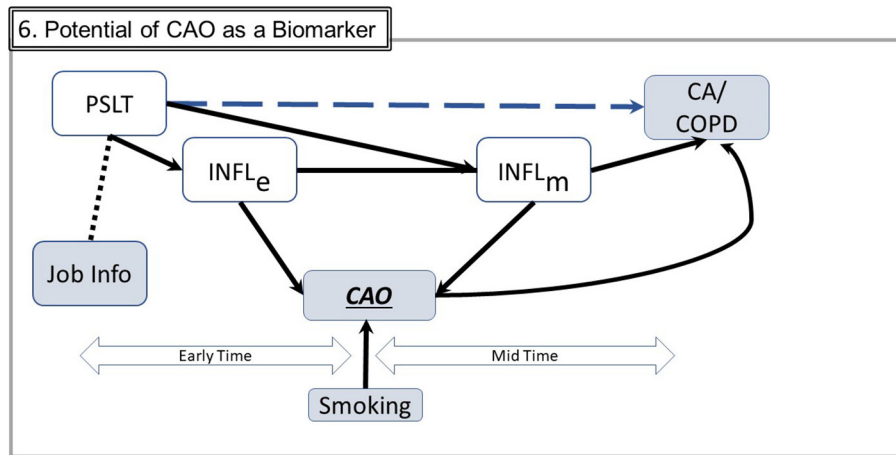 6. Potential of CAO as a Biomarker
PSLT
CA/
COPD
INFLe
INFLm
Job Info
CAO
Early Time
Mid Time
Smoking